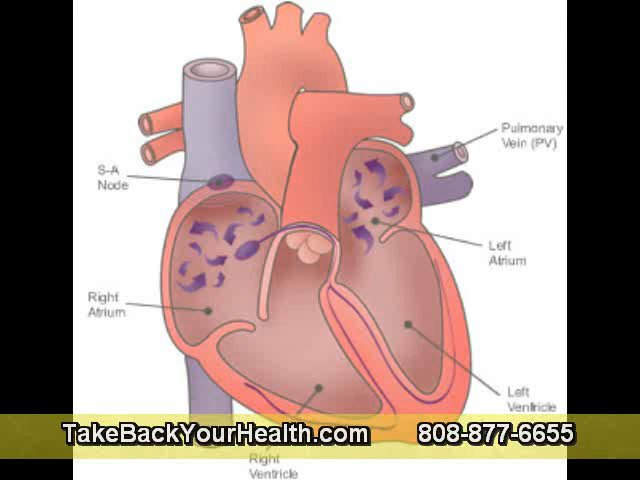 Pulmonary
Vein (PV)
S-A
Node
Left
Atrium
Right
Atrium
Left
Ventricle
TakeBackYourHealth.com 808-877-6655
Right
Ventricle